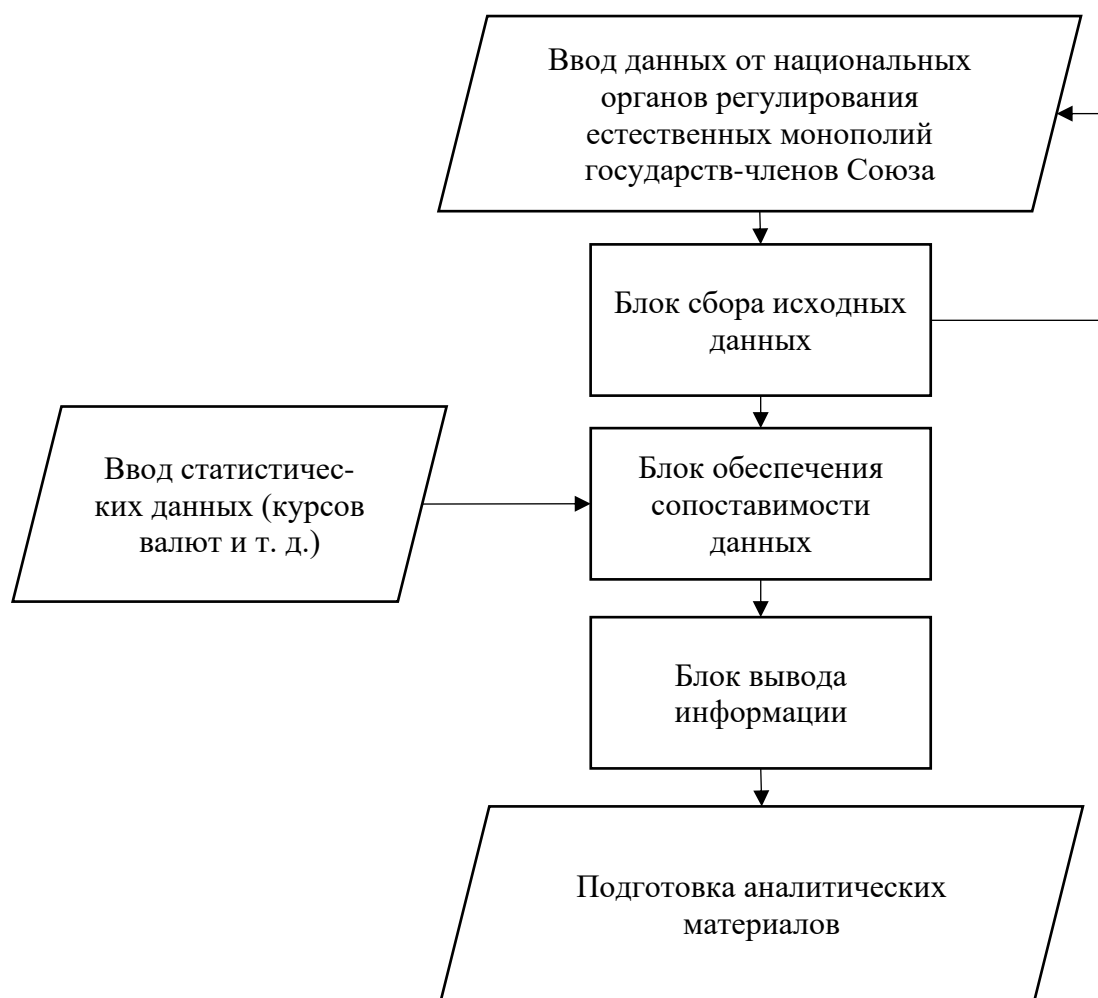 Ввод данных от национальных
органов регулирования
естественных монополий
государств-членов Союза
Блок сбора исходных
данных
Ввод статистичес-
ких данных (курсов
валют и т. д.)
Блок обеспечения
сопоставимости
данных
Блок вывода
информации
Подготовка аналитических
материалов